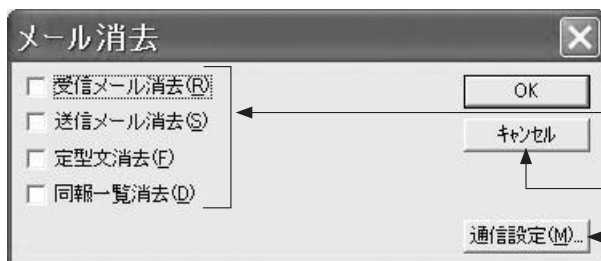 メール消去
受信メール消去(R)
送信メール消去(S)
定型文消去(F)
同報一覧消去(D)
OK
キャンセル
通信設定(M)...